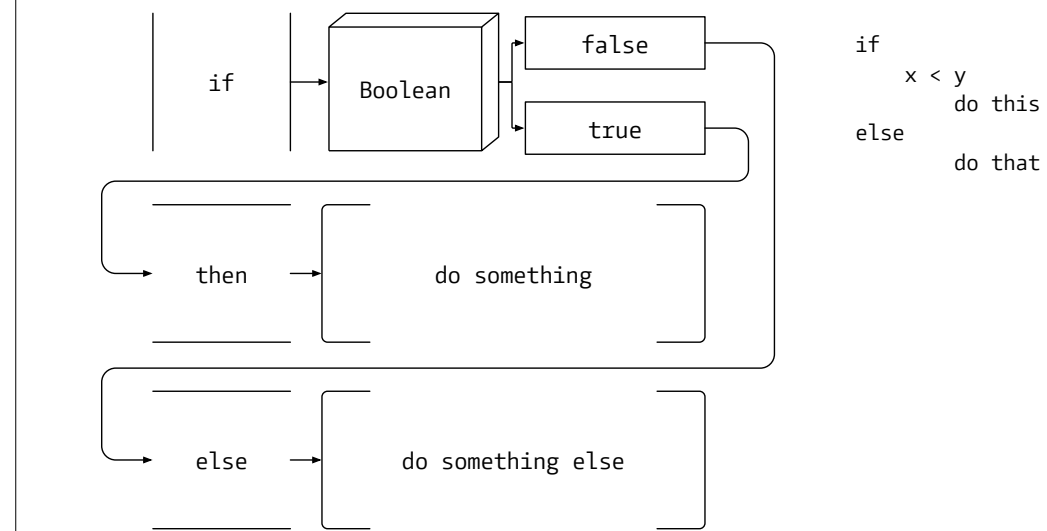 if
Boolean
false
true
then
do something
else
do something else
if
x < y
do this
else
do that